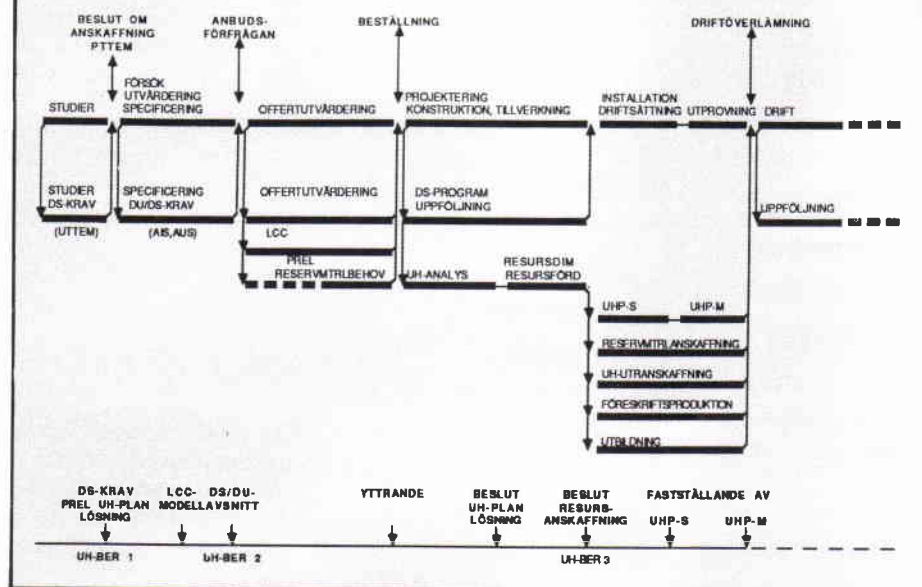 BESLUT OM
ANSKAFFNING
PTTEM
ANBUDS-
FÖRFRÅGAN
BESTÄLLNING
DRIFTÖVERLÄMNING
STUDIER
FÖRSÖK
UTVÄRDERING
SPECIFICERING
OFFERTUTVÄRDERING
PROJEKTERING
KONSTRUKTION, TILLVERKNING
INSTALLATION
DRIFTSÄTTNING
UTPROVNING
DRIFT
STUDIER
DS-KRAV
(UTTEM)
SPECIFICERING
DU/DS-KRAV
(AIS,AUS)
OFFERTUTVÄRDERING
LCC
DS-PROGRAM
UPPFÖLJNING
UPPFÖLJNING
PREL
RESERVMTRLBEHOV
UH-ANALYS
RESURSDIM
RESURSFÖRD
UHP-S
UHP-M
RESERVMTRLANSKAFFNING
UH-UTRANSKAFFNING
FÖRESKRIFTSPRODUKTION
UTBILDNING
DS-KRAV
PREL UH-PLAN
LÖSNING
LCC-
MODELL
DS/DU-
AVSNITT
YTTRANDE
BESLUT
UH-PLAN
LÖSNING
BESLUT
RESURS-
ANSKAFFNING
FASTSTÄLLANDE AV
UHP-S
UHP-M
UH-BER 1
UH-BER 2
UH-BER 3